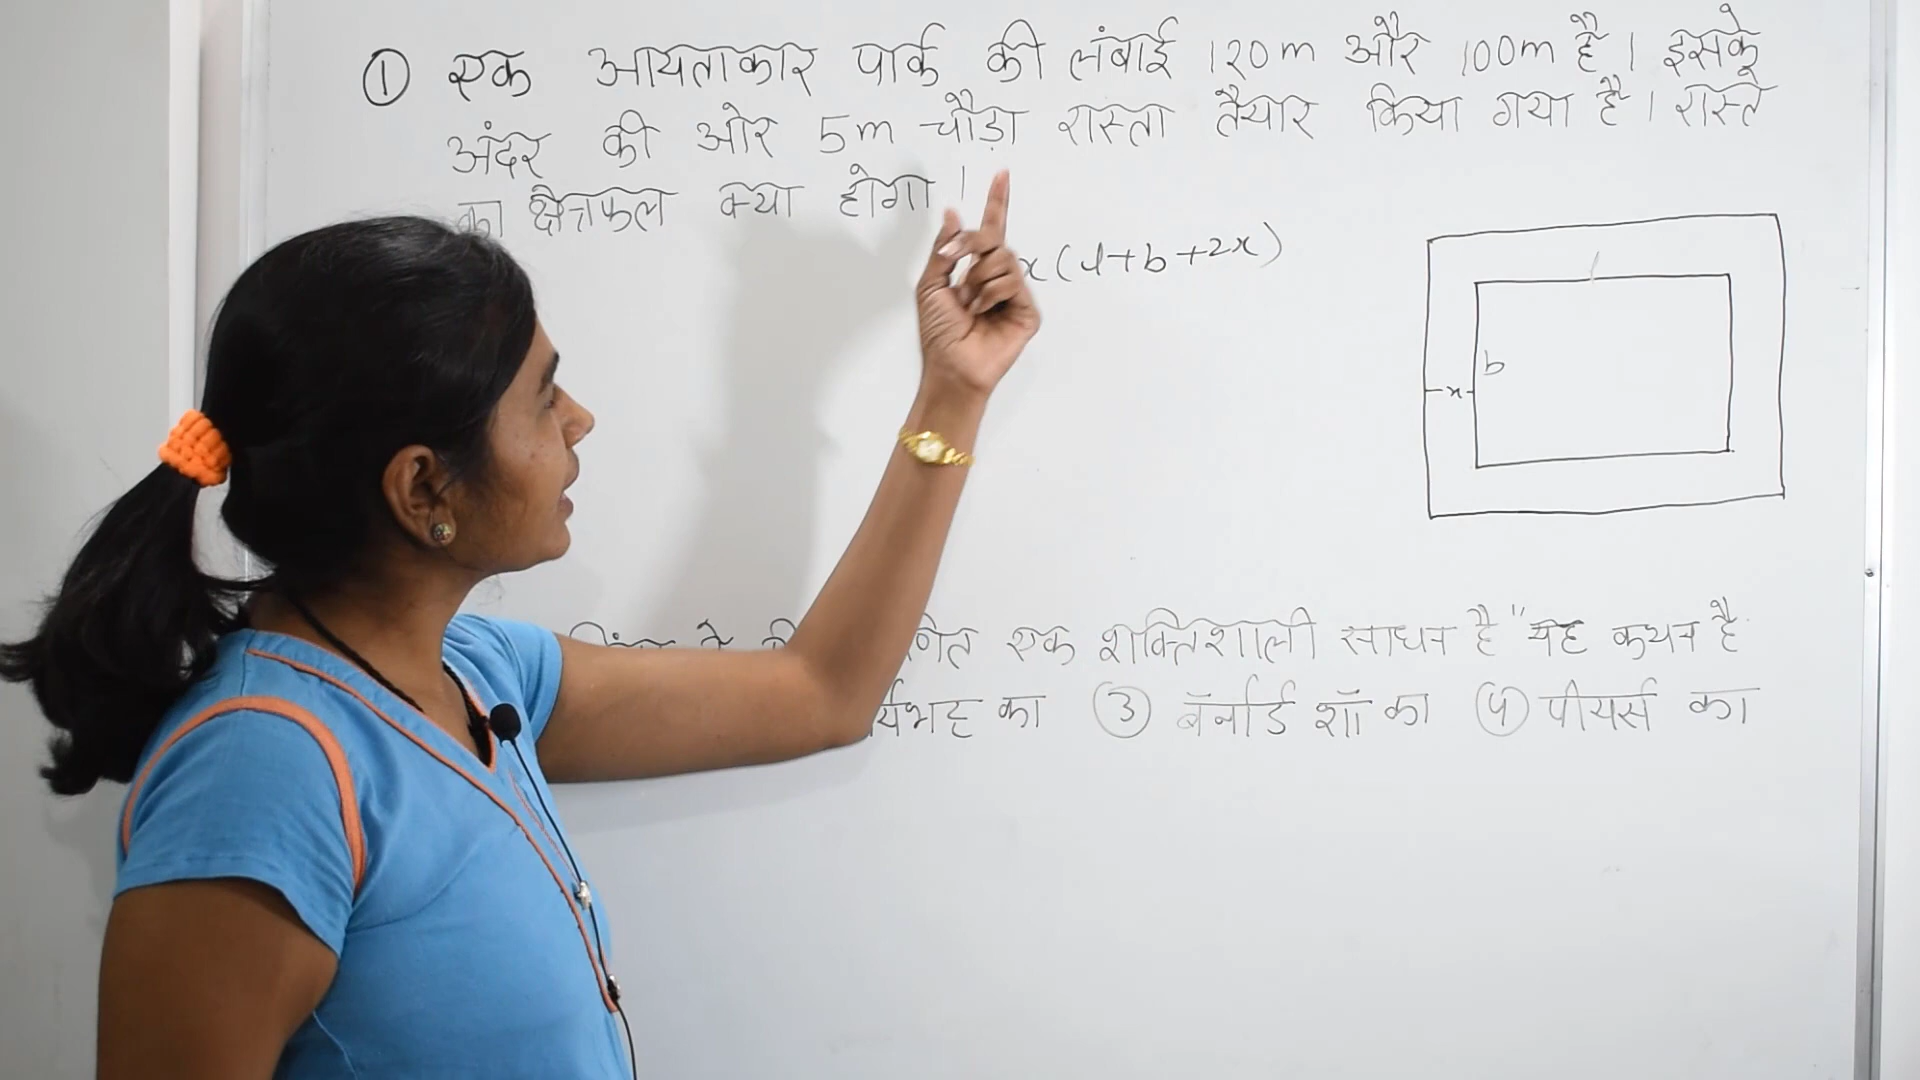 ① एक आयताकार पार्क की लंबाई 120m और 100m है। इसके
अंदर की ओर 5m चौड़ा रास्ता तैयार किया गया है। रास्ते
का क्षेत्रफल क्या होगा।
x(l+b+2x)
l
b
x
एक शक्तिशाली साधन है" यह कथन है
का ③ बर्नार्ड शॉ का ④ पीयर्स का